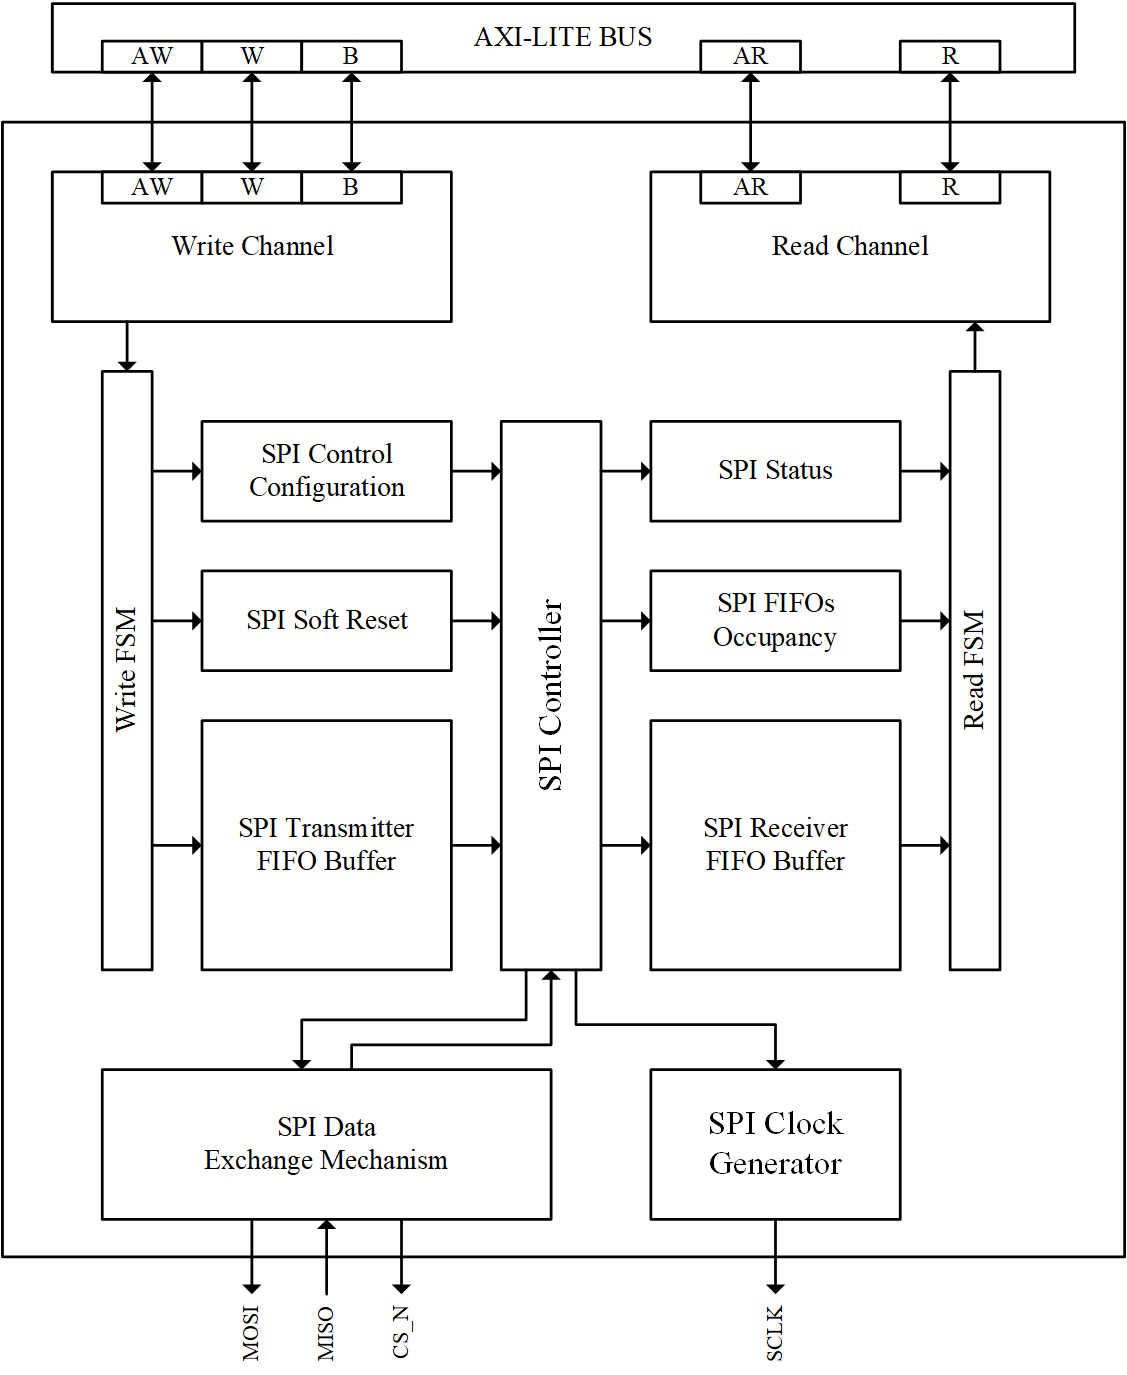 AXI-LITE BUS
AW
W
B
AR
R
AW
W
B
AR
R
Write Channel
Read Channel
Write FSM
SPI Control
Configuration
SPI Soft Reset
SPI Transmitter
FIFO Buffer
SPI Controller
SPI Status
SPI FIFOs
Occupancy
SPI Receiver
FIFO Buffer
Read FSM
SPI Data
Exchange Mechanism
SPI Clock
Generator
MOSI
MISO
CS_N
SCLK